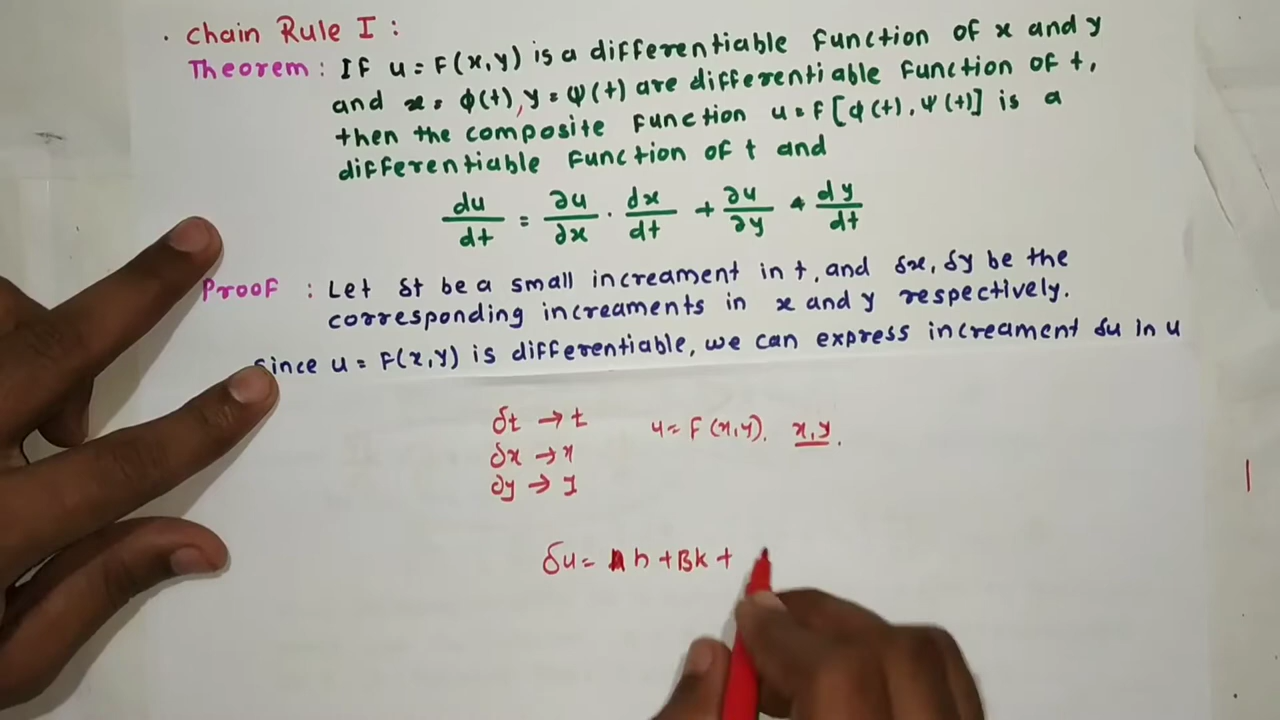 · Chain Rule I :
Theorem : If u = F(x,y) is a differentiable function of x and y
and x = ϕ(t), y = ψ(t) are differentiable function of t,
then the composite function u = F[ϕ(t), ψ(t)] is a
differentiable function of t and
du/dt = ∂u/∂x · dx/dt + ∂u/∂y · dy/dt
Proof : Let δt be a small increament in t, and δx, δy be the
corresponding increaments in x and y respectively.
since u = F(x,y) is differentiable, we can express increament δu in u
δt → t u = F(x,y). x,y.
δx → x
δy → y
δu = Ah + Bk +